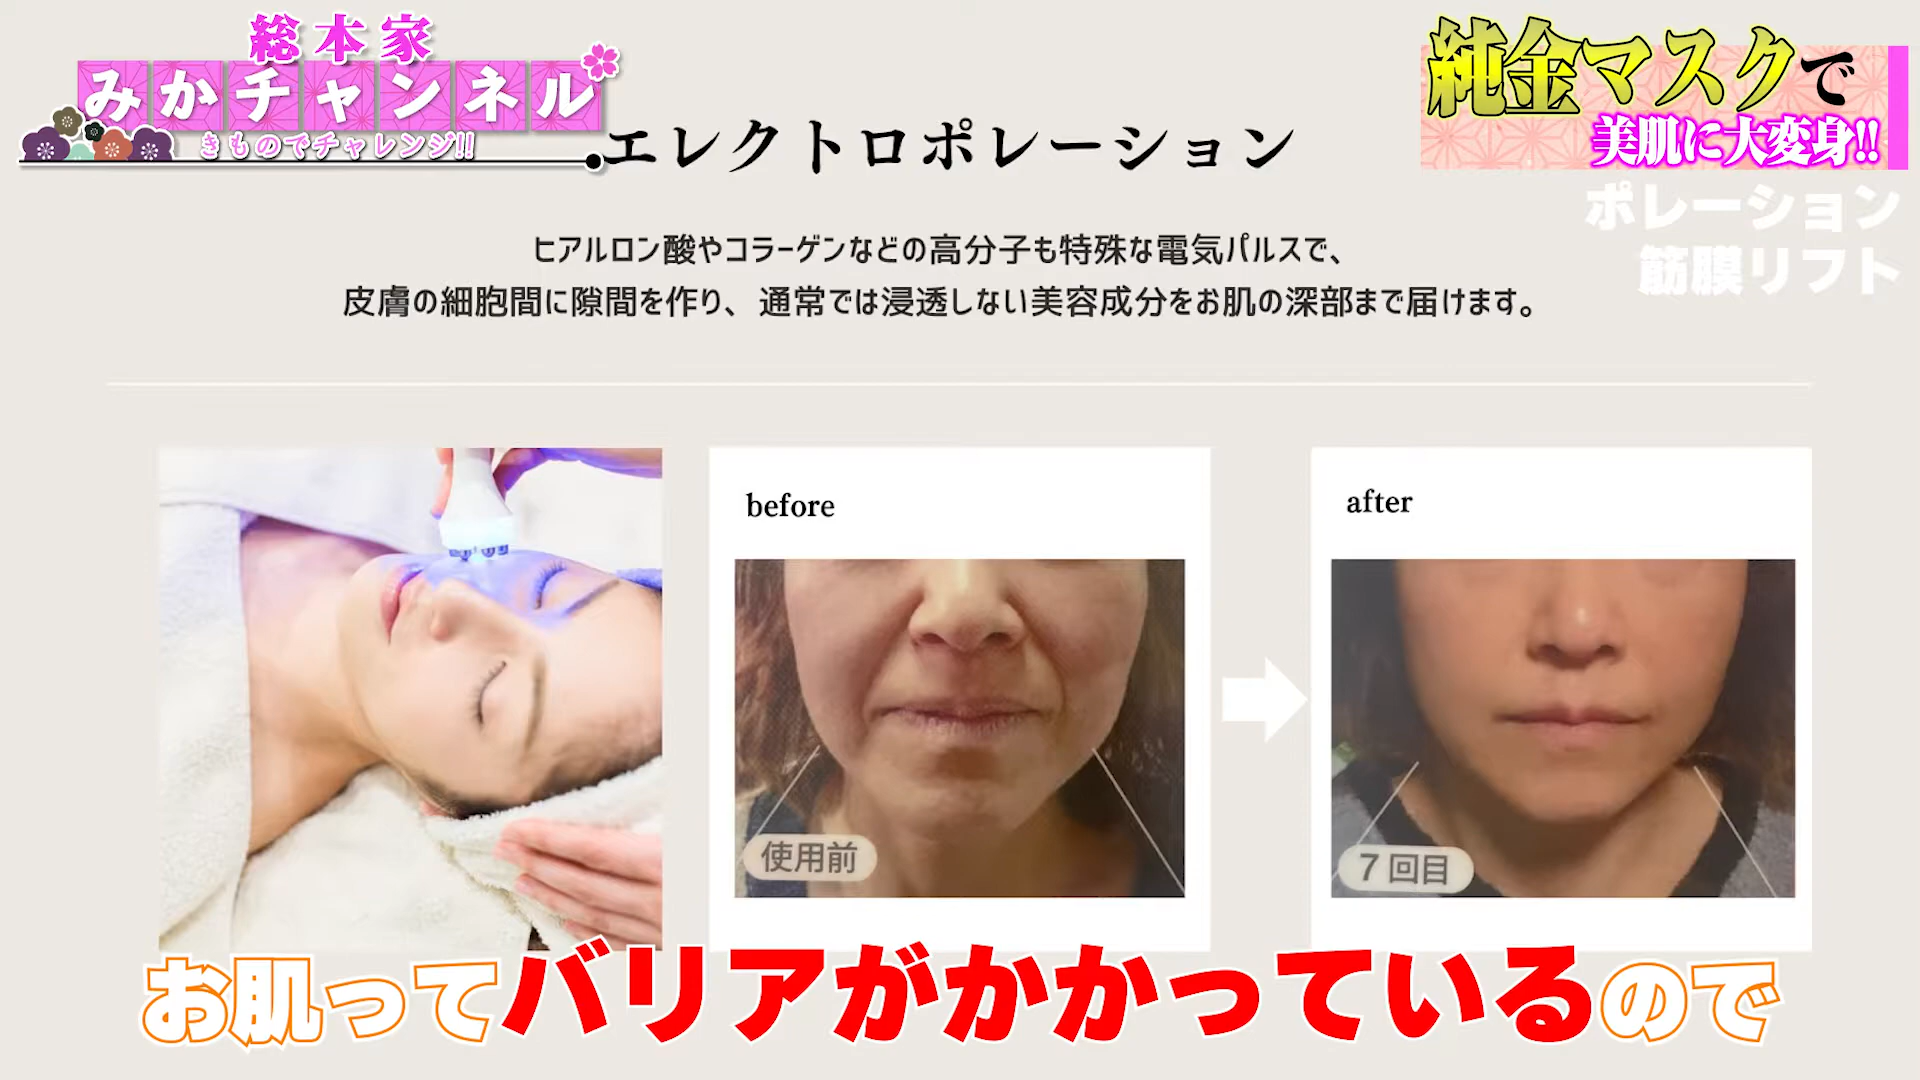 総本家
みかチャンネル
きものでチャレンジ!!
純金マスクで
美肌に大変身!!
ポレーション
筋膜リフト
エレクトロポレーション
ヒアルロン酸やコラーゲンなどの高分子も特殊な電気パルスで、
皮膚の細胞間に隙間を作り、通常では浸透しない美容成分をお肌の深部まで届けます。
before
after
使用前
7回目
お肌ってバリアがかかっているので